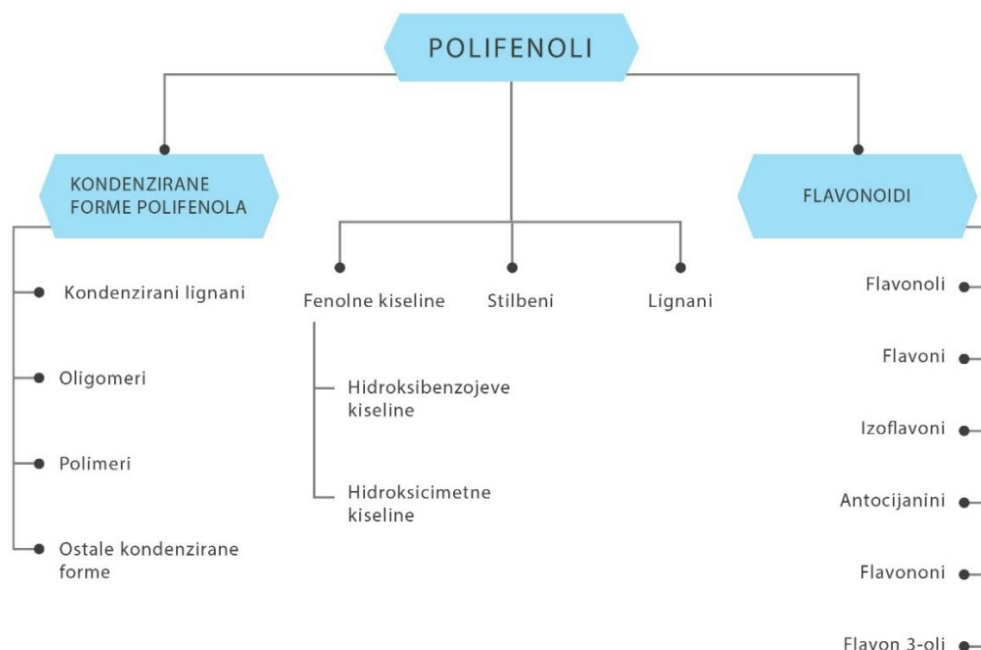 POLIFENOLI
KONDENZIRANE
FORME POLIFENOLA
FLAVONOIDI
Kondenzirani lignani
Oligomeri
Polimeri
Ostale kondenzirane
forme
Fenolne kiseline
Hidroksibenzojeve
kiseline
Hidroksicimetne
kiseline
Stilbeni
Lignani
Flavonoli
Flavoni
Izoflavoni
Antocijanini
Flavononi
Flavon 3-oli